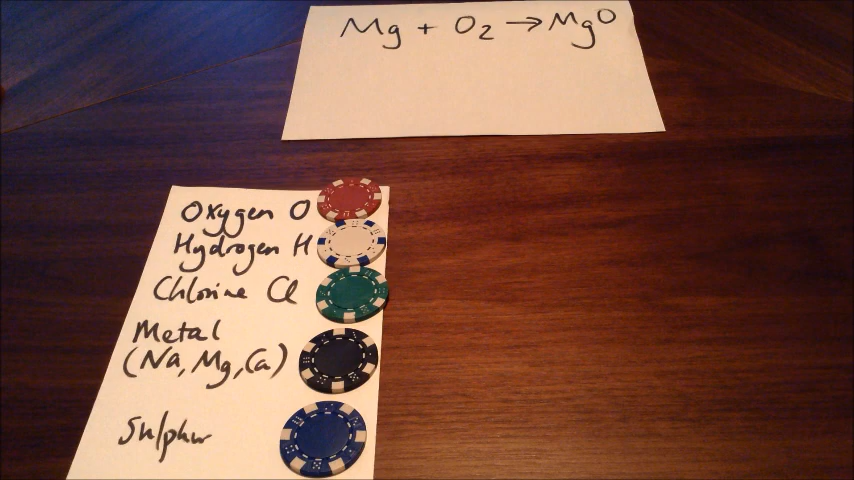 Mg + O₂ → MgO
Oxygen O
Hydrogen H
Chlorine Cl
Metal
(Na, Mg, Ca)
Sulphur